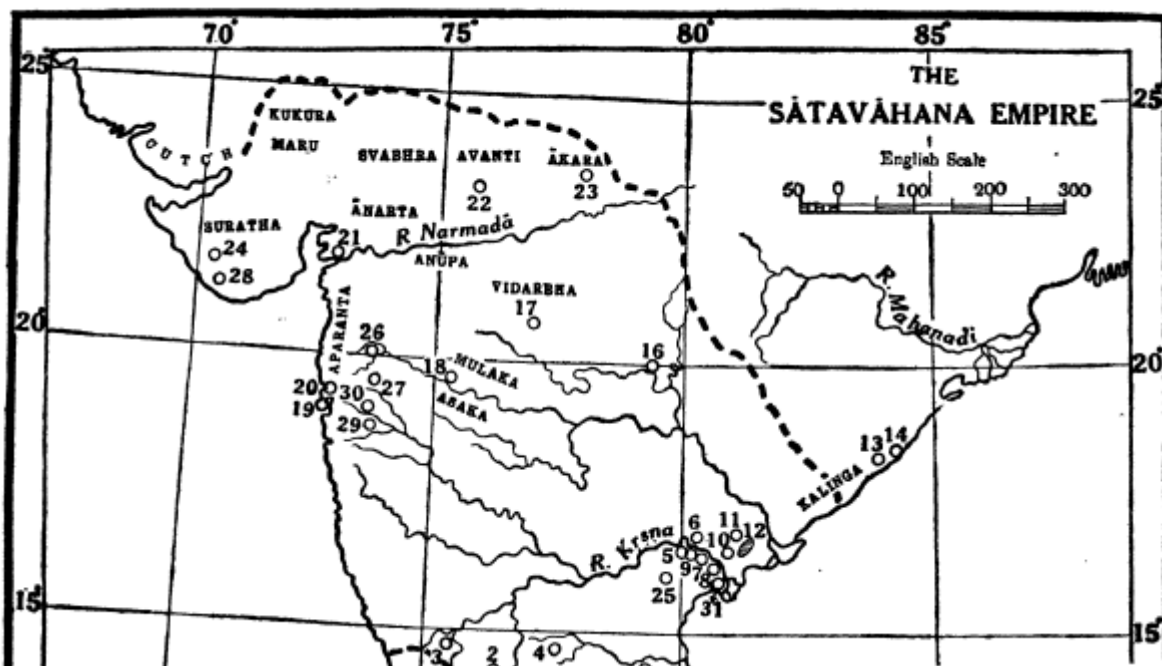 70° 75° 80° 85°
25° 25°
THE
SĀTAVĀHANA EMPIRE
English Scale
50 0 100 200 300
KUKURA
MARU
CUTCH
SVABHRA AVANTI ĀKARA
22 23
SURATHA
ĀNARTA
R Narmadā
24 21
28
ANŪPA
VIDARBHA
17
R. Mahanadi
20° 20°
APARANTA
26 18 MULAKA 16
20 30 27 ASAKA
19
29
13 14
KALINGA
R. Krsna
6 11
5 10 12
9 7
8
25
31
15° 15°
3 2 4